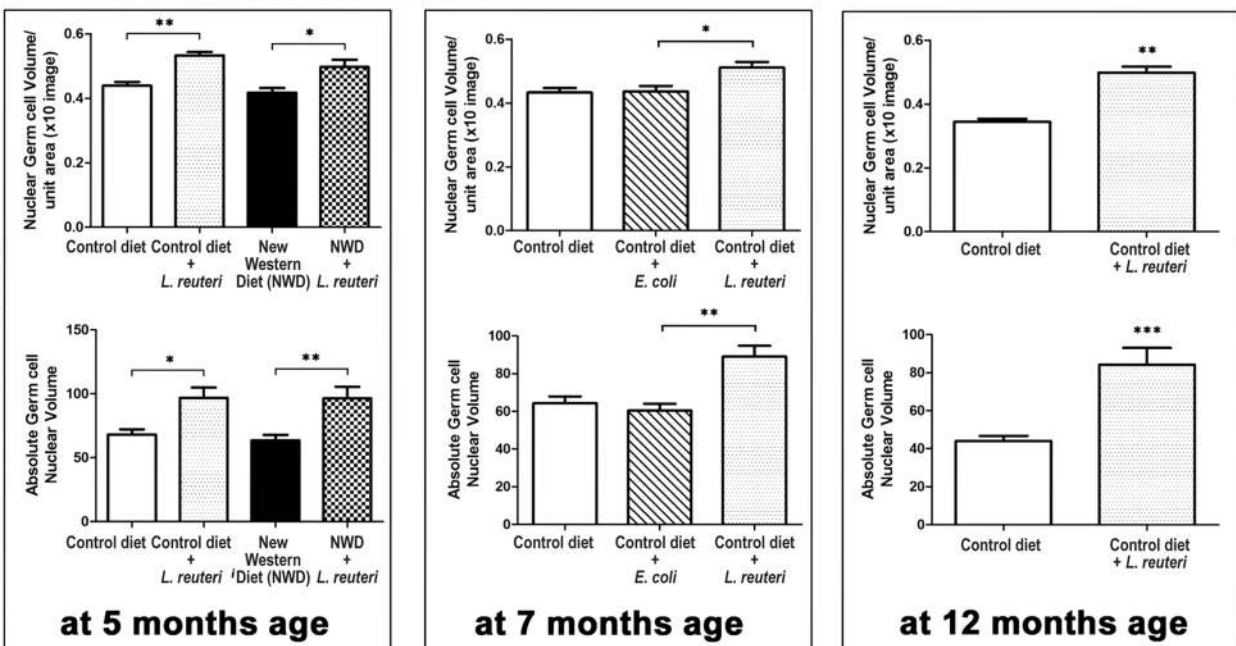 Nuclear Germ cell Volume/
unit area (x10 image)
0.6
0.4
0.2
0.0
**
*
Control diet
Control diet
+
L. reuteri
New
Western
Diet (NWD)
NWD
+
L. reuteri
Absolute Germ cell
Nuclear Volume
150
100
50
0
*
**
Control diet
Control diet
+
L. reuteri
New
Western
Diet (NWD)
NWD
+
L. reuteri
at 5 months age
Nuclear Germ cell Volume/
unit area (x10 image)
0.6
0.4
0.2
0.0
*
Control diet
Control diet
+
E. coli
Control diet
+
L. reuteri
Absolute Germ cell
Nuclear Volume
100
80
60
40
20
0
**
Control diet
Control diet
+
E. coli
Control diet
+
L. reuteri
at 7 months age
Nuclear Germ cell Volume/
unit area (x10 image)
0.6
0.4
0.2
0.0
**
Control diet
Control diet
+ L. reuteri
Absolute Germ cell
Nuclear Volume
100
80
60
40
20
0
***
Control diet
Control diet
+ L. reuteri
at 12 months age